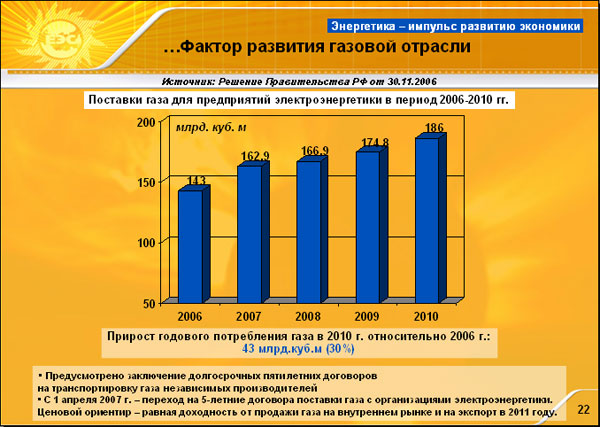 Энергетика – импульс развитию экономики
...Фактор развития газовой отрасли
Источник: Решение Правительства РФ от 30.11.2006
Поставки газа для предприятий электроэнергетики в период 2006-2010 гг.
млрд. куб. м
200
150
100
50
143
162,9
166,9
174,8
186
2006
2007
2008
2009
2010
Прирост годового потребления газа в 2010 г. относительно 2006 г.:
43 млрд.куб.м (30%)
• Предусмотрено заключение долгосрочных пятилетних договоров
на транспортировку газа независимых производителей
• С 1 апреля 2007 г. – переход на 5-летние договора поставки газа с организациями электроэнергетики.
Ценовой ориентир – равная доходность от продажи газа на внутреннем рынке и на экспорт в 2011 году.
22